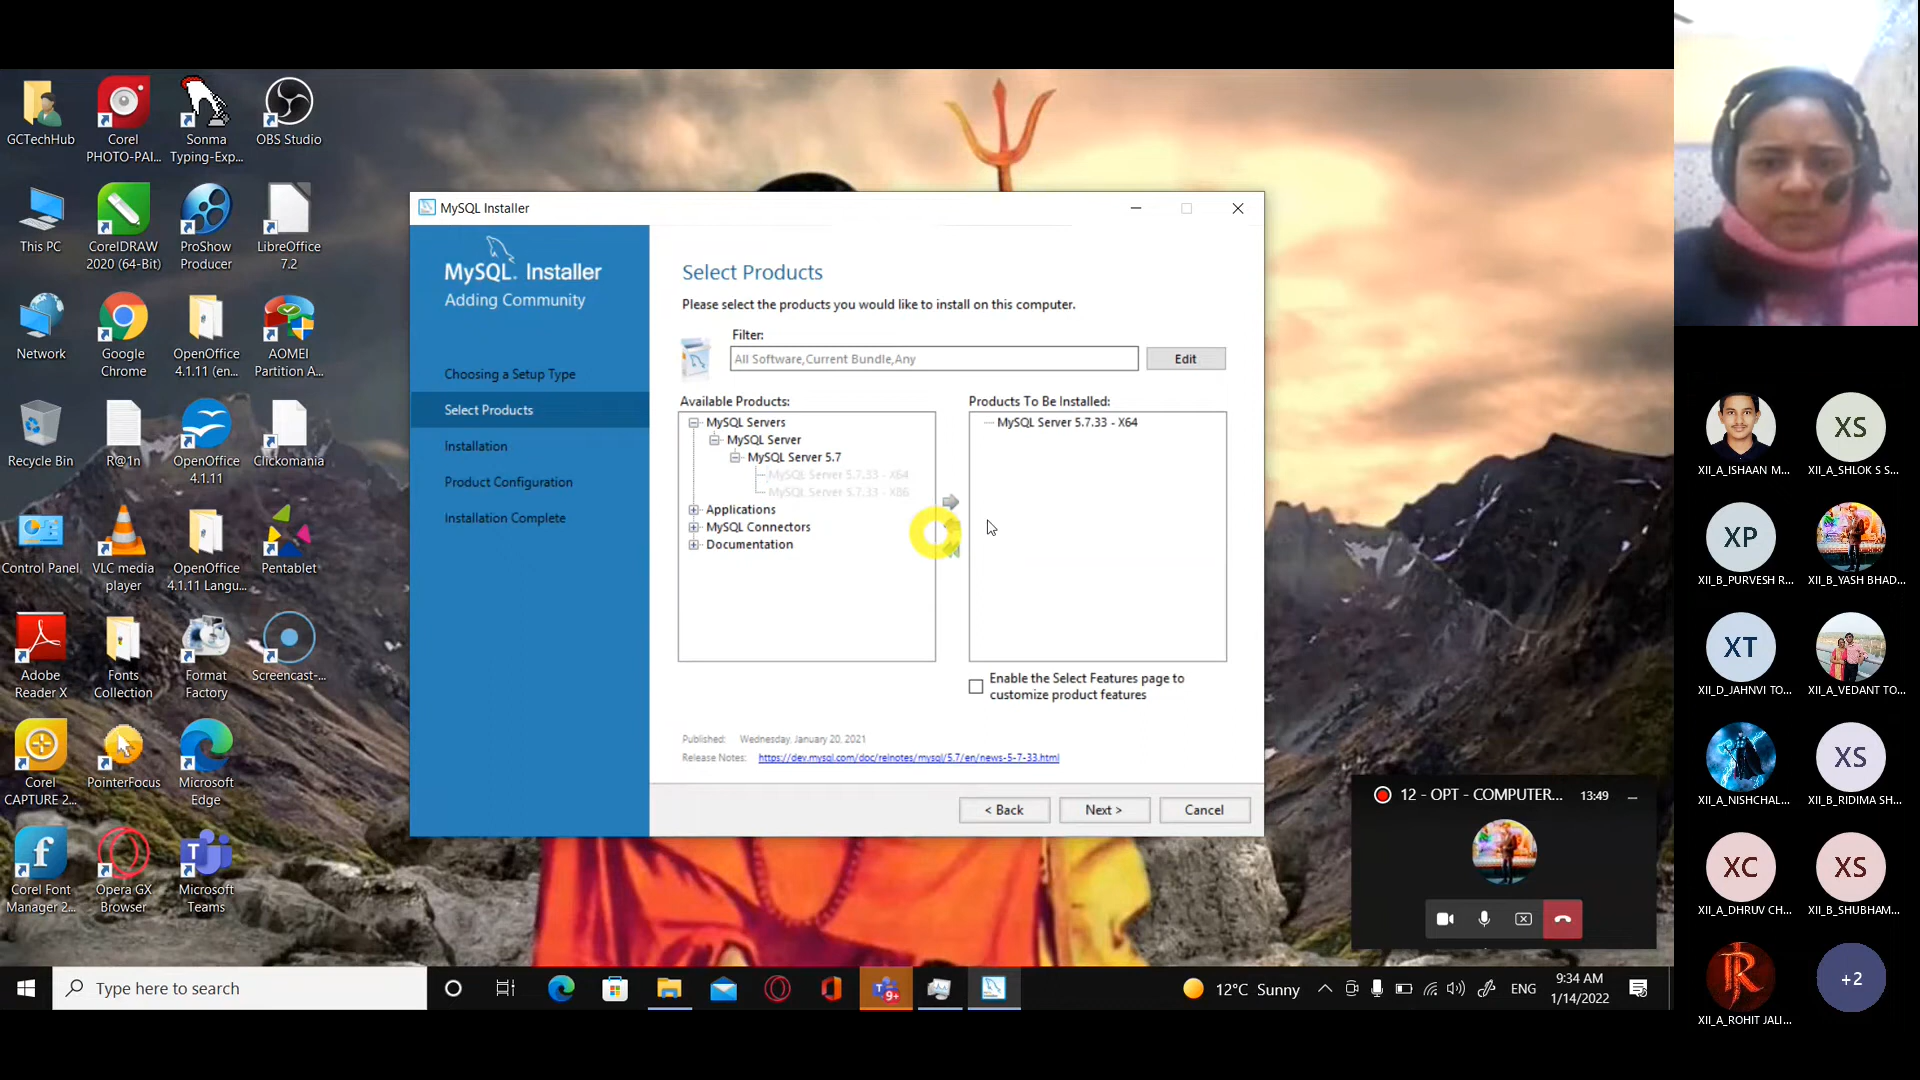 GCTechHub
Corel
PHOTO-PAI...
Sonma
Typing-Exp...
OBS Studio
This PC
CorelDRAW
2020 (64-Bit)
ProShow
Producer
LibreOffice
7.2
Network
Google
Chrome
OpenOffice
4.1.11 (en...
AOMEI
Partition A...
Recycle Bin
R@1n
OpenOffice
4.1.11
Clickomania
Control Panel
VLC media
player
OpenOffice
4.1.11 Langu...
Pentablet
Adobe
Reader X
Fonts
Collection
Format
Factory
Screencast-...
Corel
CAPTURE 2...
PointerFocus
Microsoft
Edge
Corel Font
Manager 2...
Opera GX
Browser
Microsoft
Teams
MySQL Installer
MySQL. Installer
Adding Community
Choosing a Setup Type
Select Products
Installation
Product Configuration
Installation Complete
Select Products
Please select the products you would like to install on this computer.
Filter:
All Software,Current Bundle,Any
Edit
Available Products:
MySQL Servers
MySQL Server
MySQL Server 5.7
MySQL Server 5.7.33 - X64
MySQL Server 5.7.33 - X86
Applications
MySQL Connectors
Documentation
Products To Be Installed:
MySQL Server 5.7.33 - X64
Enable the Select Features page to
customize product features
Published: Wednesday, January 20, 2021
Release Notes: https://dev.mysql.com/doc/relnotes/mysql/5.7/en/news-5-7-33.html
< Back
Next >
Cancel
12 - OPT - COMPUTER... 13:49
Type here to search
9+
12°C Sunny
ENG
9:34 AM
1/14/2022
XII_A_ISHAAN M...
XS
XII_A_SHLOK S S...
XP
XII_B_PURVESH R...
XII_B_YASH BHAD...
XT
XII_D_JAHNVI TO...
XII_A_VEDANT TO...
XII_A_NISHCHAL...
XS
XII_B_RIDIMA SH...
XC
XII_A_DHRUV CH...
XS
XII_B_SHUBHAM...
XII_A_ROHIT JALI...
+2